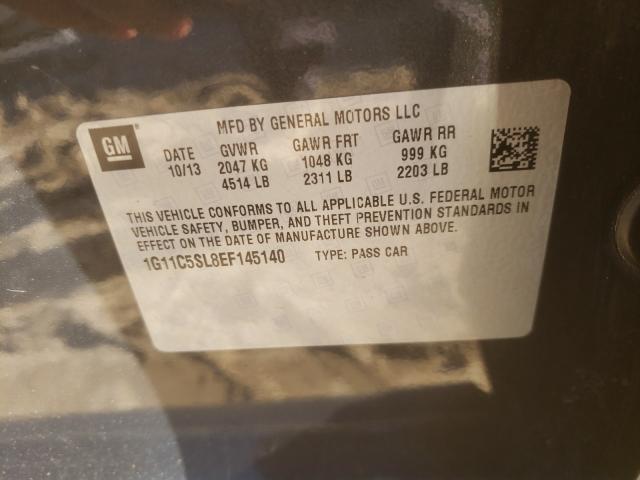 GM
MFD BY GENERAL MOTORS LLC
DATE GVWR GAWR FRT GAWR RR
10/13 2047 KG 1048 KG 999 KG
4514 LB 2311 LB 2203 LB
THIS VEHICLE CONFORMS TO ALL APPLICABLE U.S. FEDERAL MOTOR
VEHICLE SAFETY, BUMPER, AND THEFT PREVENTION STANDARDS IN
EFFECT ON THE DATE OF MANUFACTURE SHOWN ABOVE.
1G11C5SL8EF145140 TYPE: PASS CAR